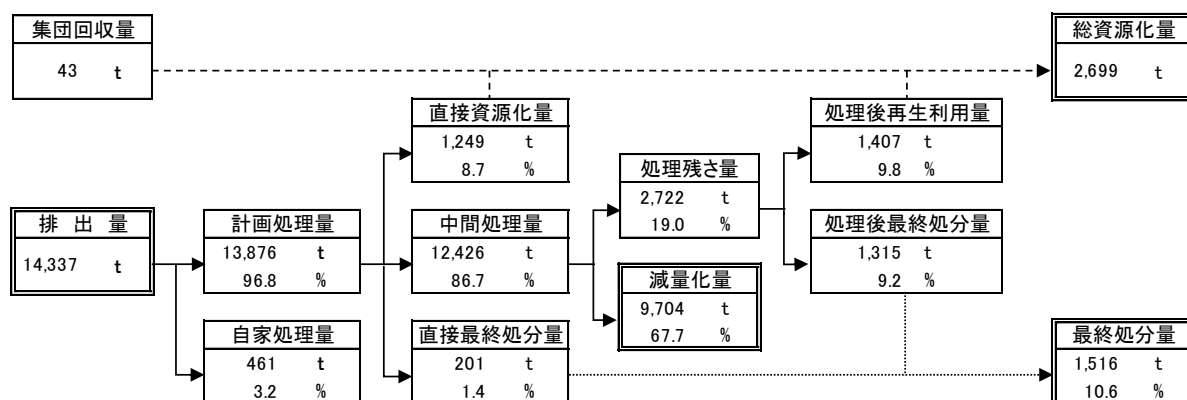 集団回収量
43 t
総資源化量
2,699 t
直接資源化量
1,249 t
8.7 %
処理後再生利用量
1,407 t
9.8 %
処理残さ量
2,722 t
19.0 %
排 出 量
14,337 t
計画処理量
13,876 t
96.8 %
中間処理量
12,426 t
86.7 %
処理後最終処分量
1,315 t
9.2 %
減量化量
9,704 t
67.7 %
自家処理量
461 t
3.2 %
直接最終処分量
201 t
1.4 %
最終処分量
1,516 t
10.6 %